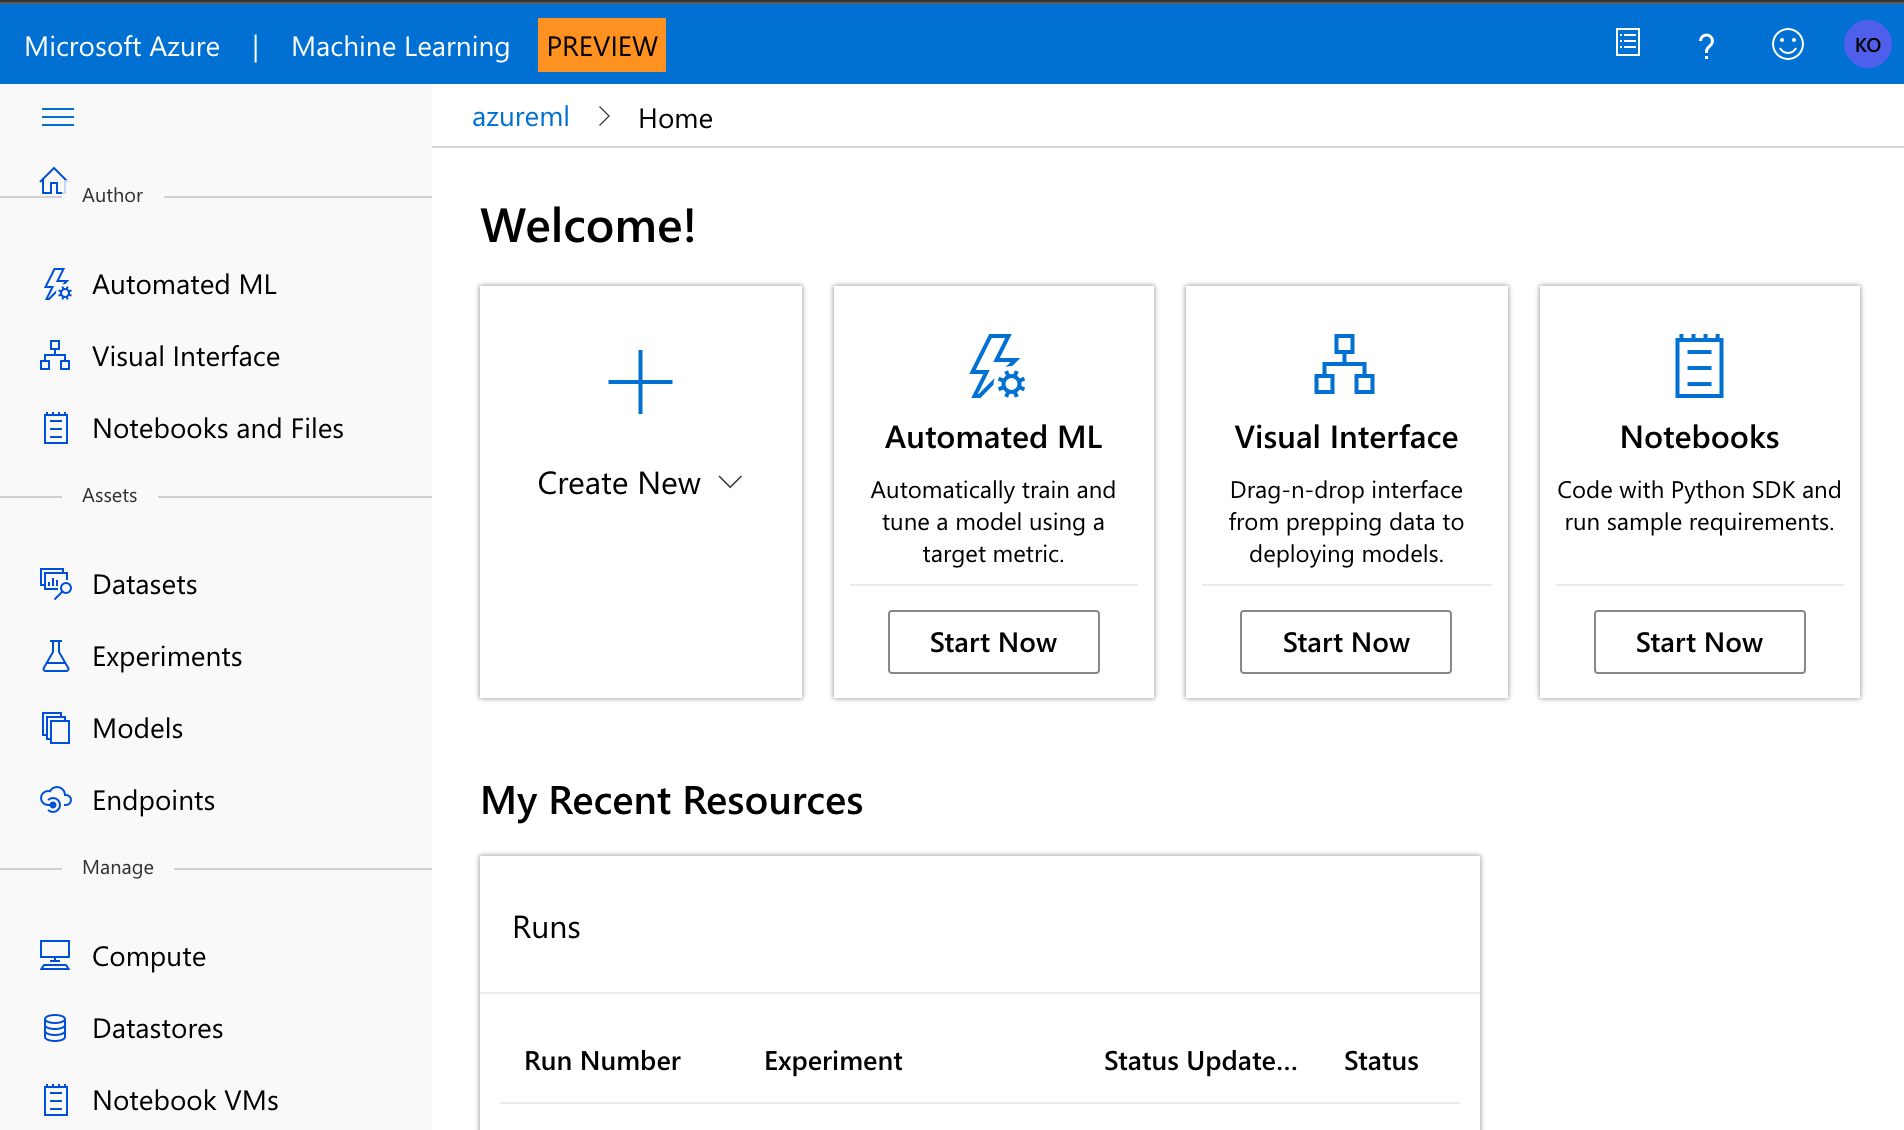 Microsoft Azure | Machine Learning PREVIEW
? KO
azureml > Home
Author
Automated ML
Visual Interface
Notebooks and Files
Assets
Datasets
Experiments
Models
Endpoints
Manage
Compute
Datastores
Notebook VMs
Welcome!
Create New
Automated ML
Automatically train and
tune a model using a
target metric.
Start Now
Visual Interface
Drag-n-drop interface
from prepping data to
deploying models.
Start Now
Notebooks
Code with Python SDK and
run sample requirements.
Start Now
My Recent Resources
Runs
Run Number Experiment Status Update... Status